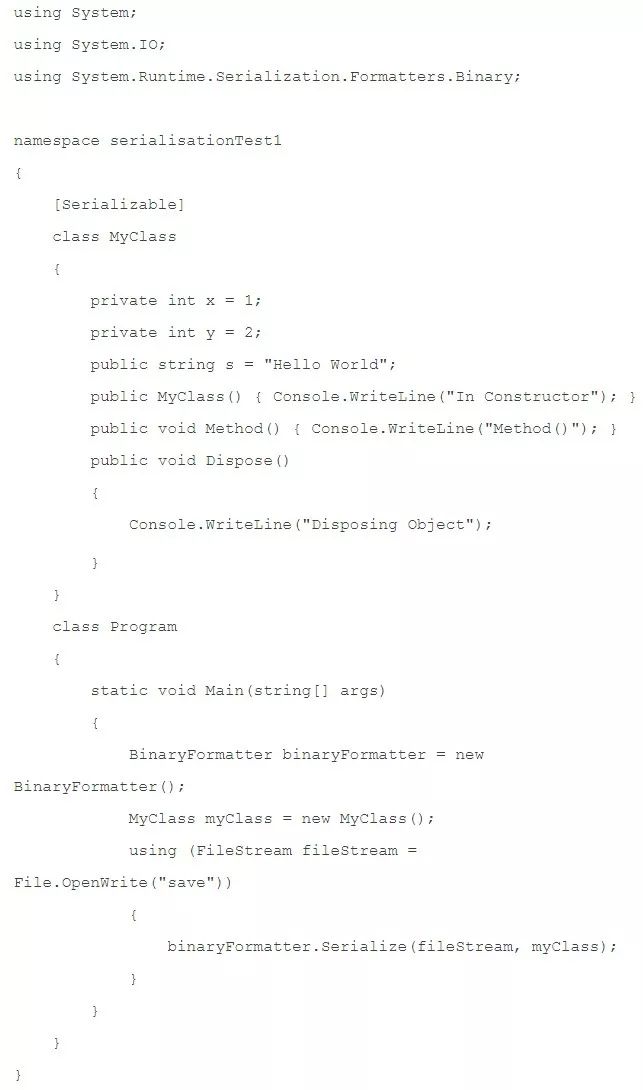 using System;
using System.IO;
using System.Runtime.Serialization.Formatters.Binary;

namespace serialisationTest1
{
    [Serializable]
    class MyClass
    {
        private int x = 1;
        private int y = 2;
        public string s = "Hello World";
        public MyClass() { Console.WriteLine("In Constructor"); }
        public void Method() { Console.WriteLine("Method()"); }
        public void Dispose()
        {
            Console.WriteLine("Disposing Object");
        }
    }
    class Program
    {
        static void Main(string[] args)
        {
            BinaryFormatter binaryFormatter = new
BinaryFormatter();
            MyClass myClass = new MyClass();
            using (FileStream fileStream =
File.OpenWrite("save"))
            {
                binaryFormatter.Serialize(fileStream, myClass);
            }
        }
    }
}